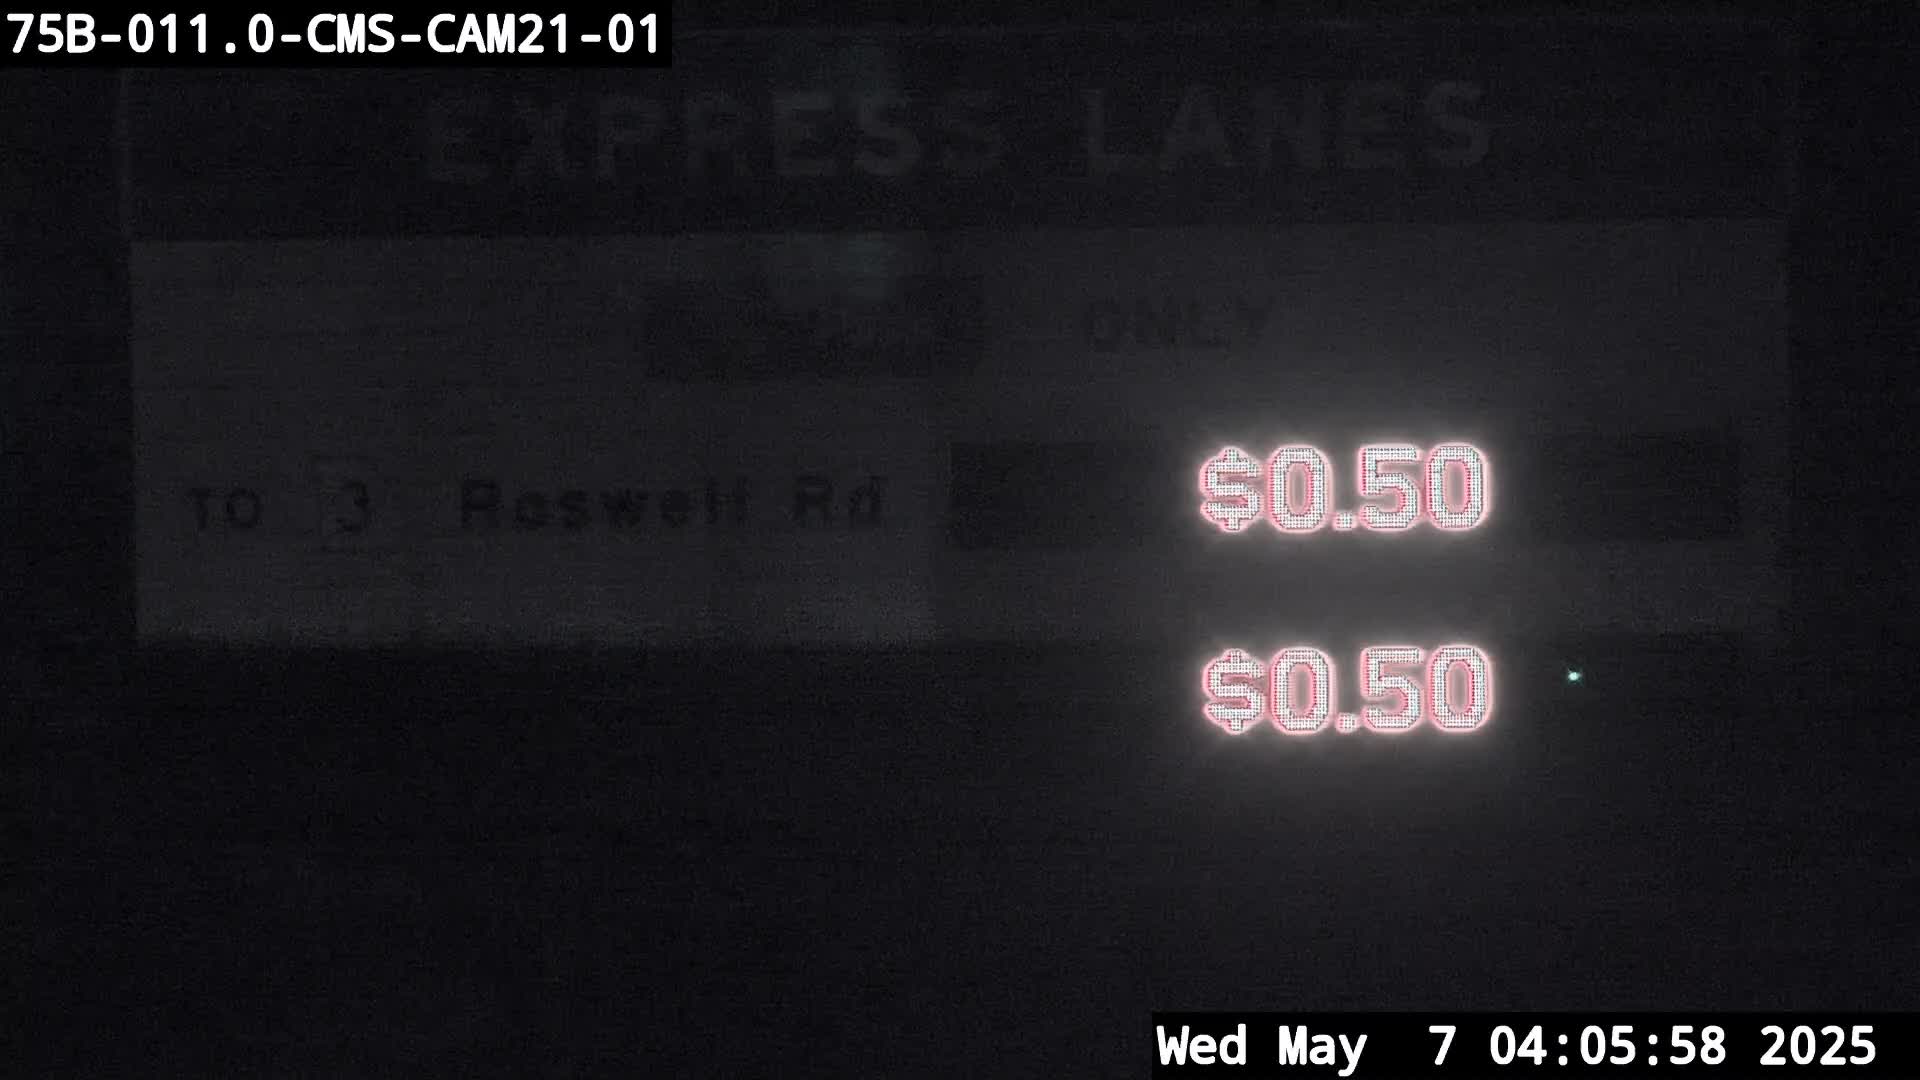 75B-011.0-CMS-CAM21-01
EXPRESS LANES
ONLY
TO 3 Roswell Rd $0.50
$0.50
Wed May 7 04:05:58 2025